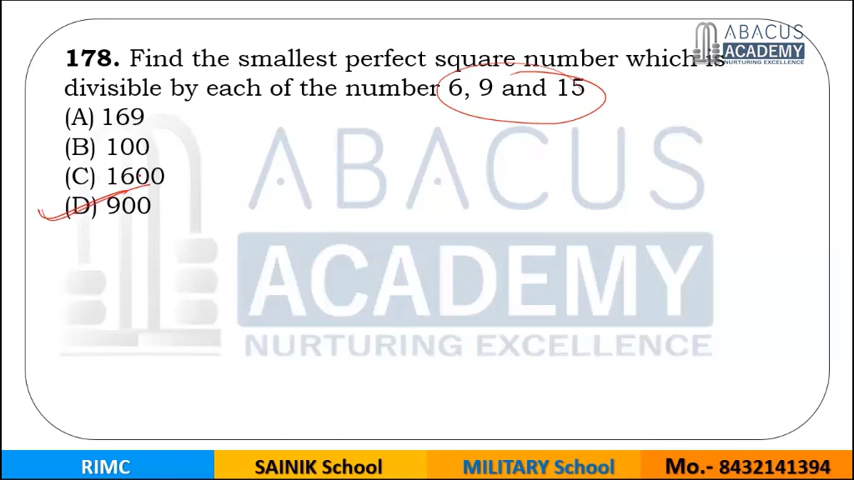 ABACUS
ACADEMY
NURTURING EXCELLENCE
178. Find the smallest perfect square number which is
divisible by each of the number 6, 9 and 15
(A) 169
(B) 100
(C) 1600
(D) 900
ABACUS
ACADEMY
NURTURING EXCELLENCE
RIMC SAINIK School MILITARY School Mo.- 8432141394